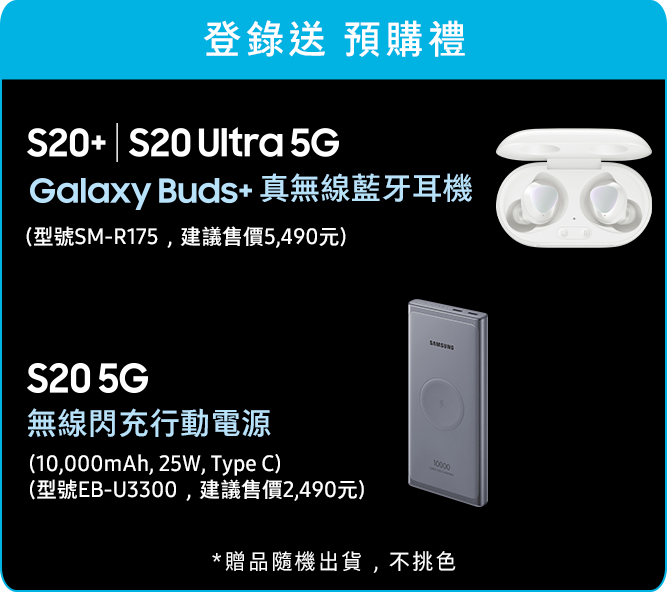 登錄送 預購禮
S20+ | S20 Ultra 5G
Galaxy Buds+ 真無線藍牙耳機
(型號SM-R175，建議售價5,490元)
SAMSUNG
S20 5G
無線閃充行動電源
(10,000mAh, 25W, Type C)
(型號EB-U3300，建議售價2,490元)
10000
*贈品隨機出貨，不挑色